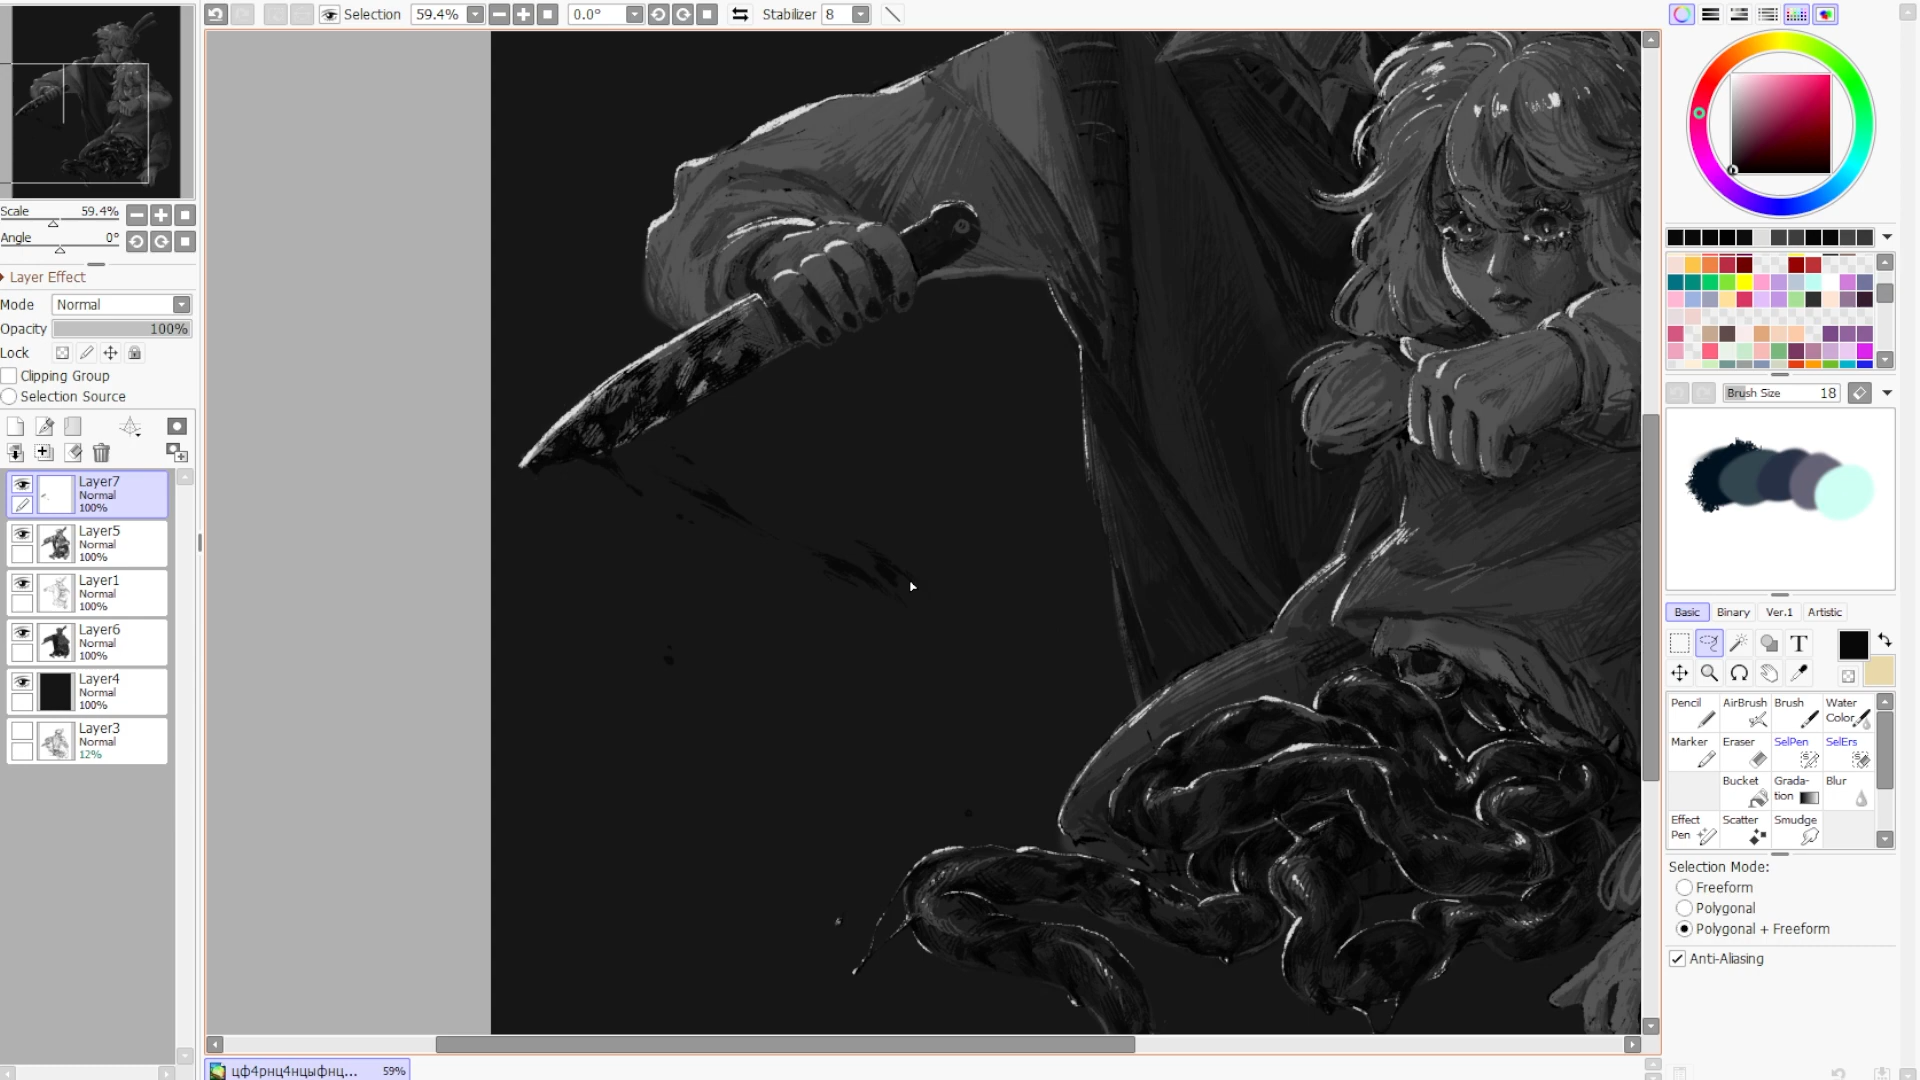 Selection 59.4% 0.0° Stabilizer 8
Scale 59.4%
Angle 0°
Layer Effect
Mode Normal
Opacity 100%
Lock
Clipping Group
Selection Source
Layer7
Normal
100%
Layer5
Normal
100%
Layer1
Normal
100%
Layer6
Normal
100%
Layer4
Normal
100%
Layer3
Normal
12%
цф4рнц4нцыфнц... 59%
Brush Size 18
Basic Binary Ver.1 Artistic
T
Pencil AirBrush Brush Water
Color
Marker Eraser SelPen SelErs
Bucket Grada-
tion Blur
Effect
Pen Scatter Smudge
Selection Mode:
Freeform
Polygonal
Polygonal + Freeform
Anti-Aliasing